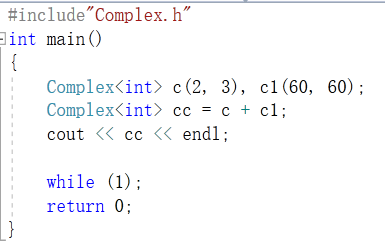 #include"Complex.h"
int main()
{
Complex<int> c(2, 3), c1(60, 60);
Complex<int> cc = c + c1;
cout << cc << endl;
while (1);
return 0;
}